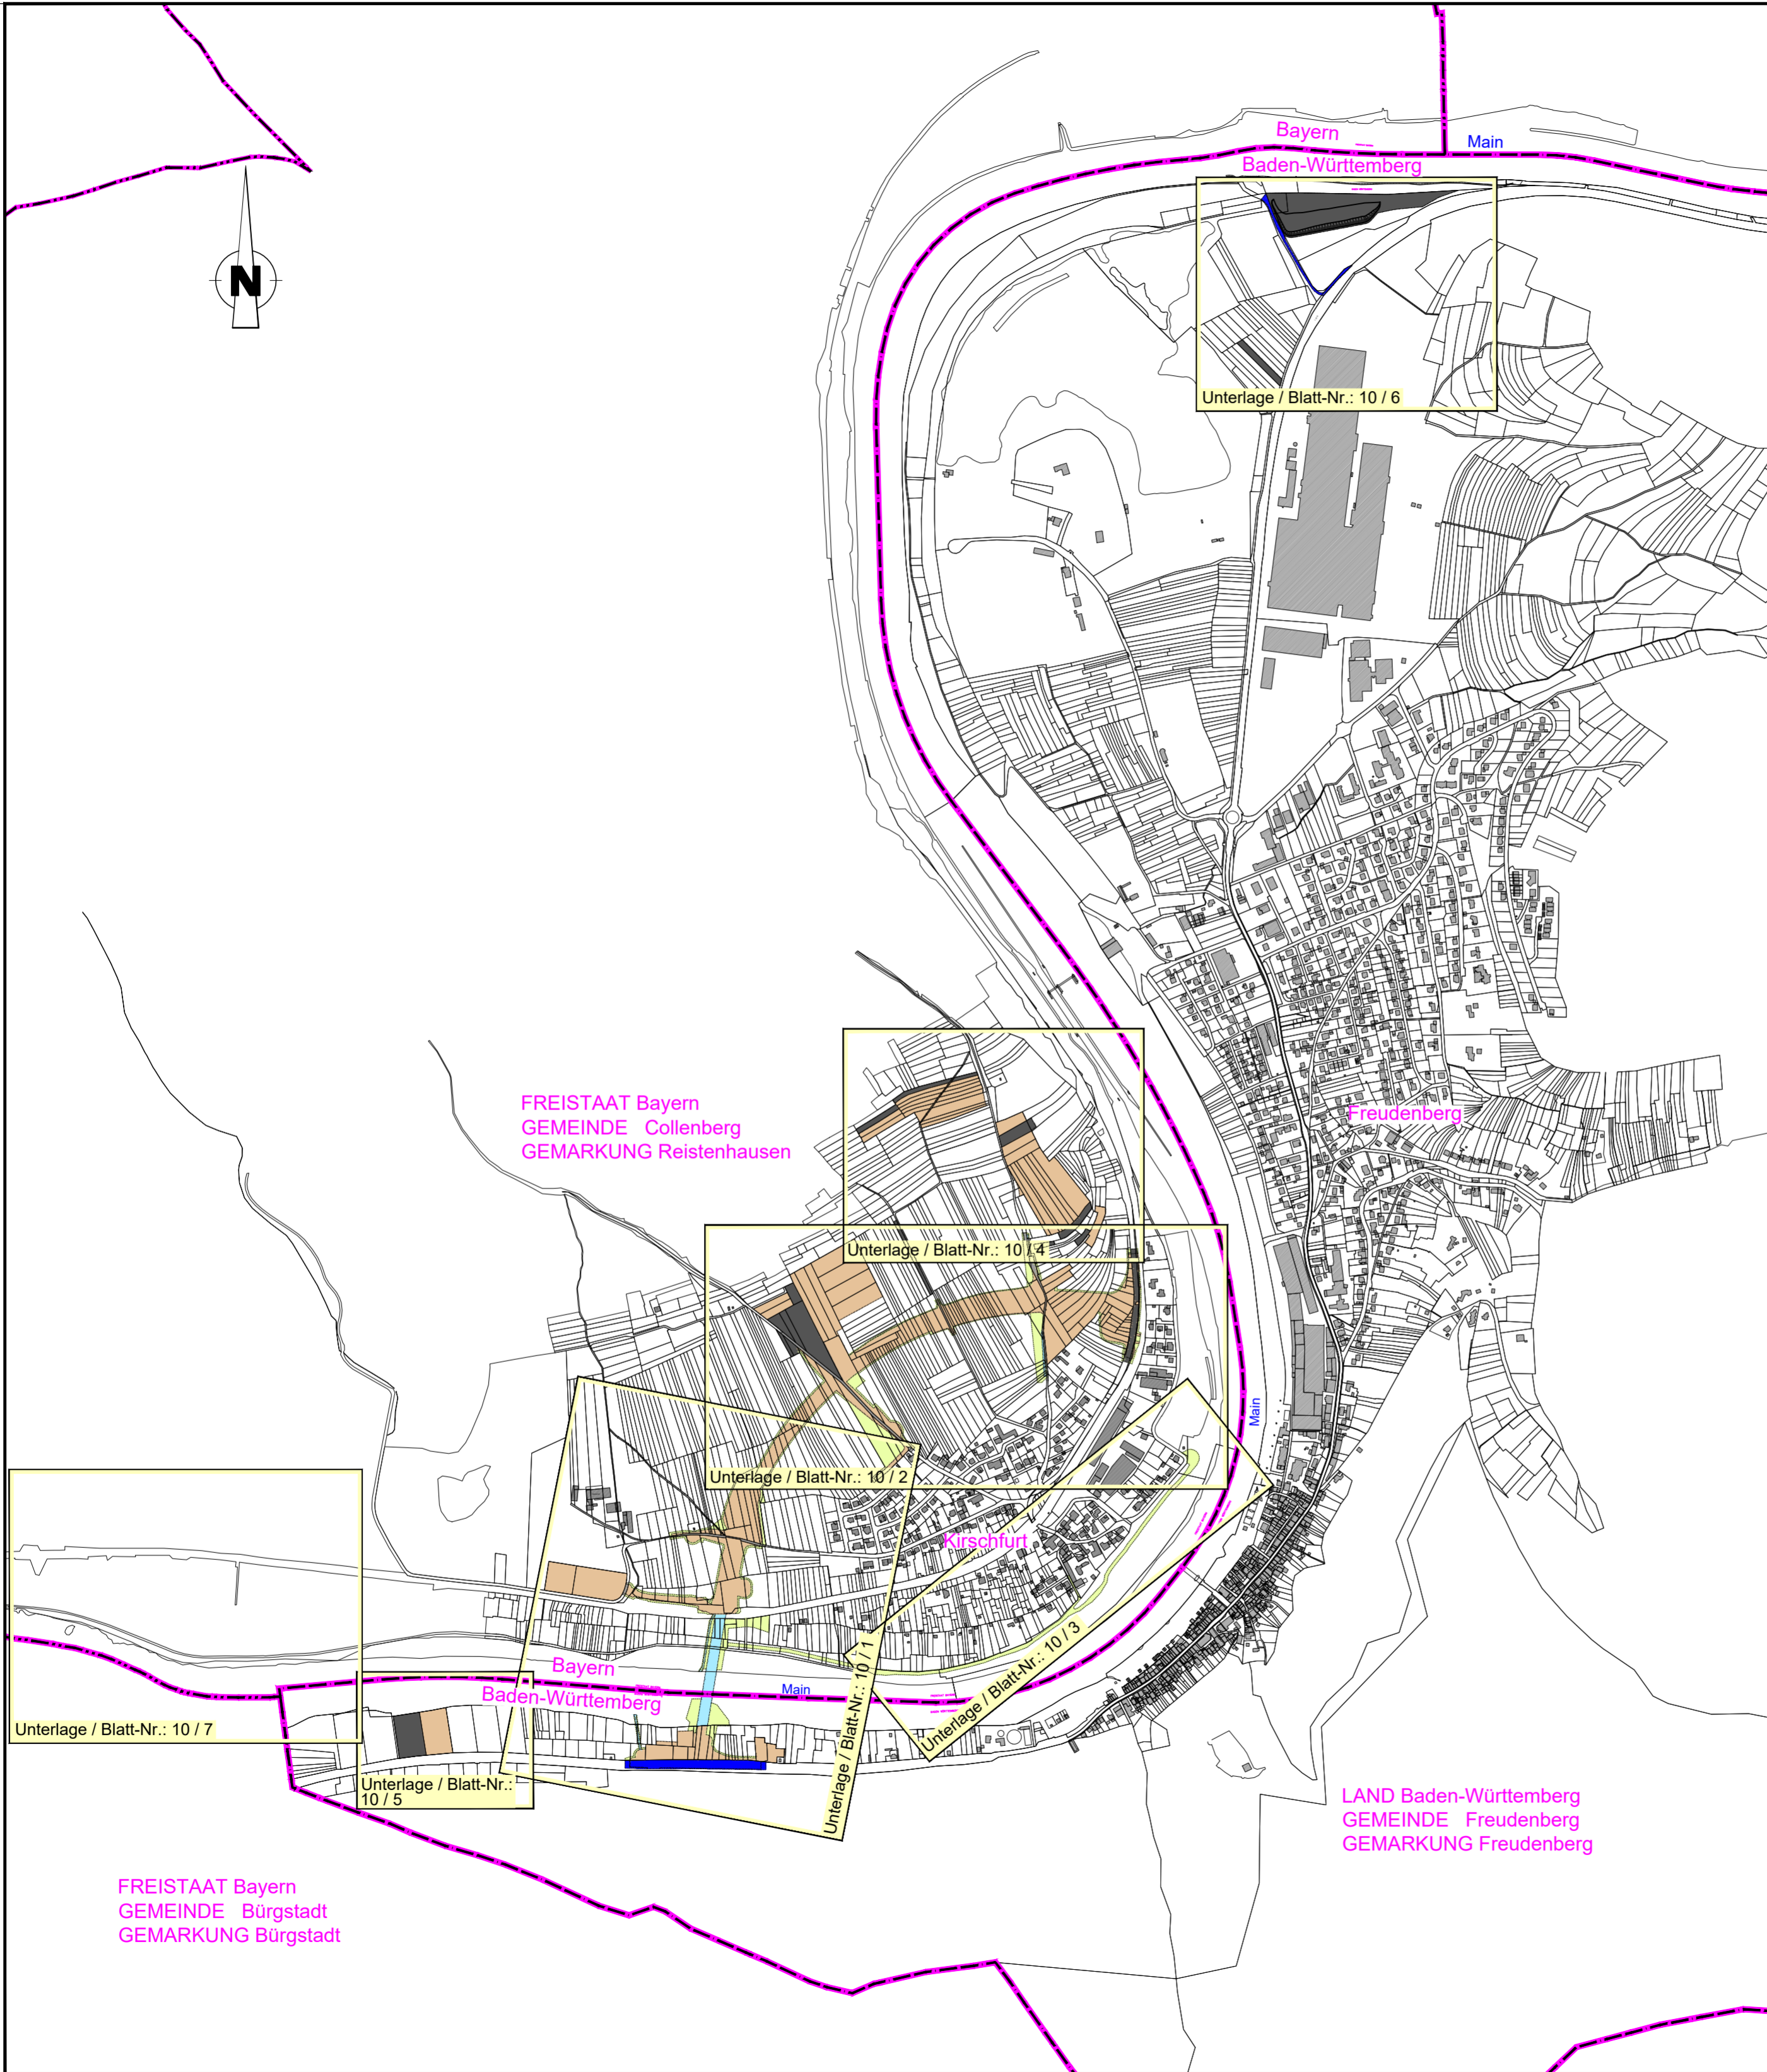 Bayern
Main
Baden-Württemberg
N
Unterlage / Blatt-Nr.: 10 / 6
FREISTAAT Bayern
GEMEINDE Collenberg
GEMARKUNG Reistenhausen
Freudenberg
Unterlage / Blatt-Nr.: 10 / 4
Main
Unterlage / Blatt-Nr.: 10 / 2
Kirschfurt
Unterlage / Blatt-Nr.: 10 / 3
Unterlage / Blatt-Nr.: 10 / 1
Bayern
Main
Baden-Württemberg
Unterlage / Blatt-Nr.: 10 / 7
Unterlage / Blatt-Nr.:
10 / 5
LAND Baden-Württemberg
GEMEINDE Freudenberg
GEMARKUNG Freudenberg
FREISTAAT Bayern
GEMEINDE Bürgstadt
GEMARKUNG Bürgstadt